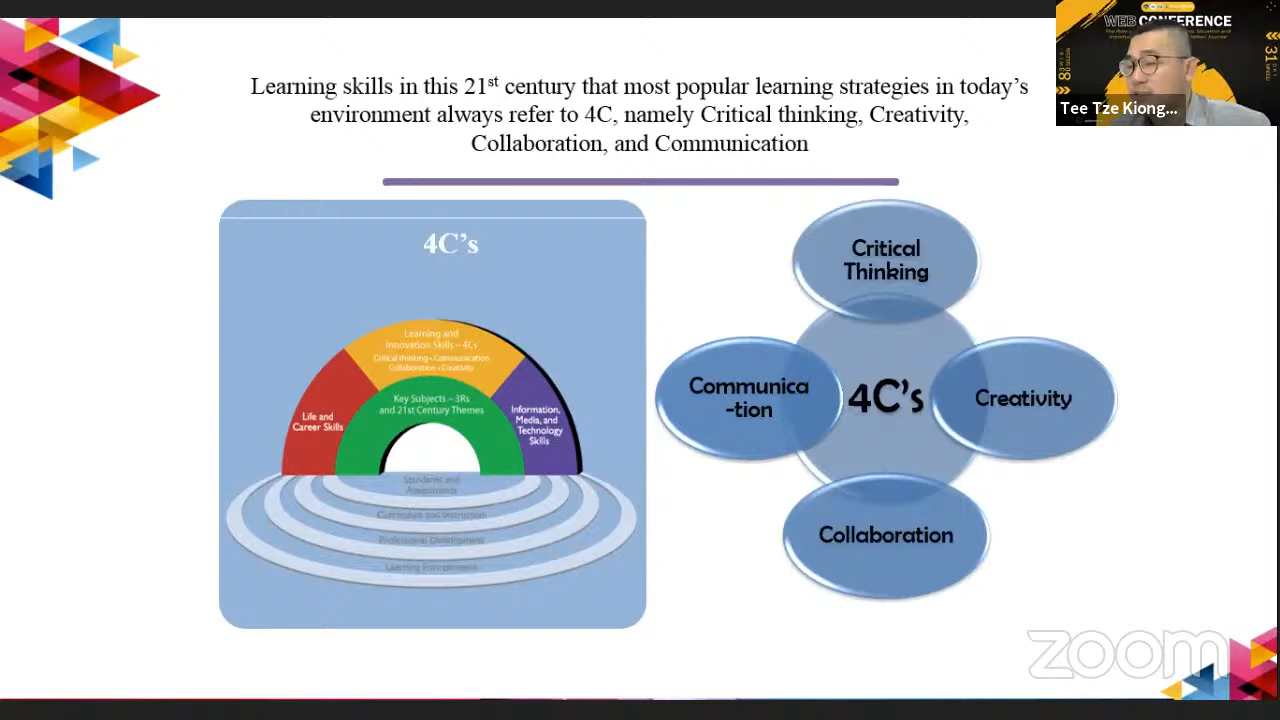 Learning skills in this 21st century that most popular learning strategies in today’s
environment always refer to 4C, namely Critical thinking, Creativity,
Collaboration, and Communication
WEB CONFERENCE
Tee Tze Kiong...
4C’s
Learning and
Innovation Skills – 4Cs
Critical thinking • Communication
Collaboration • Creativity
Key Subjects – 3Rs
and 21st Century Themes
Life and
Career Skills
Information,
Media, and
Technology
Skills
Standards and
Assessments
Curriculum and Instruction
Professional Development
Learning Environments
Critical
Thinking
Communica
-tion
4C’s
Creativity
Collaboration
zoom